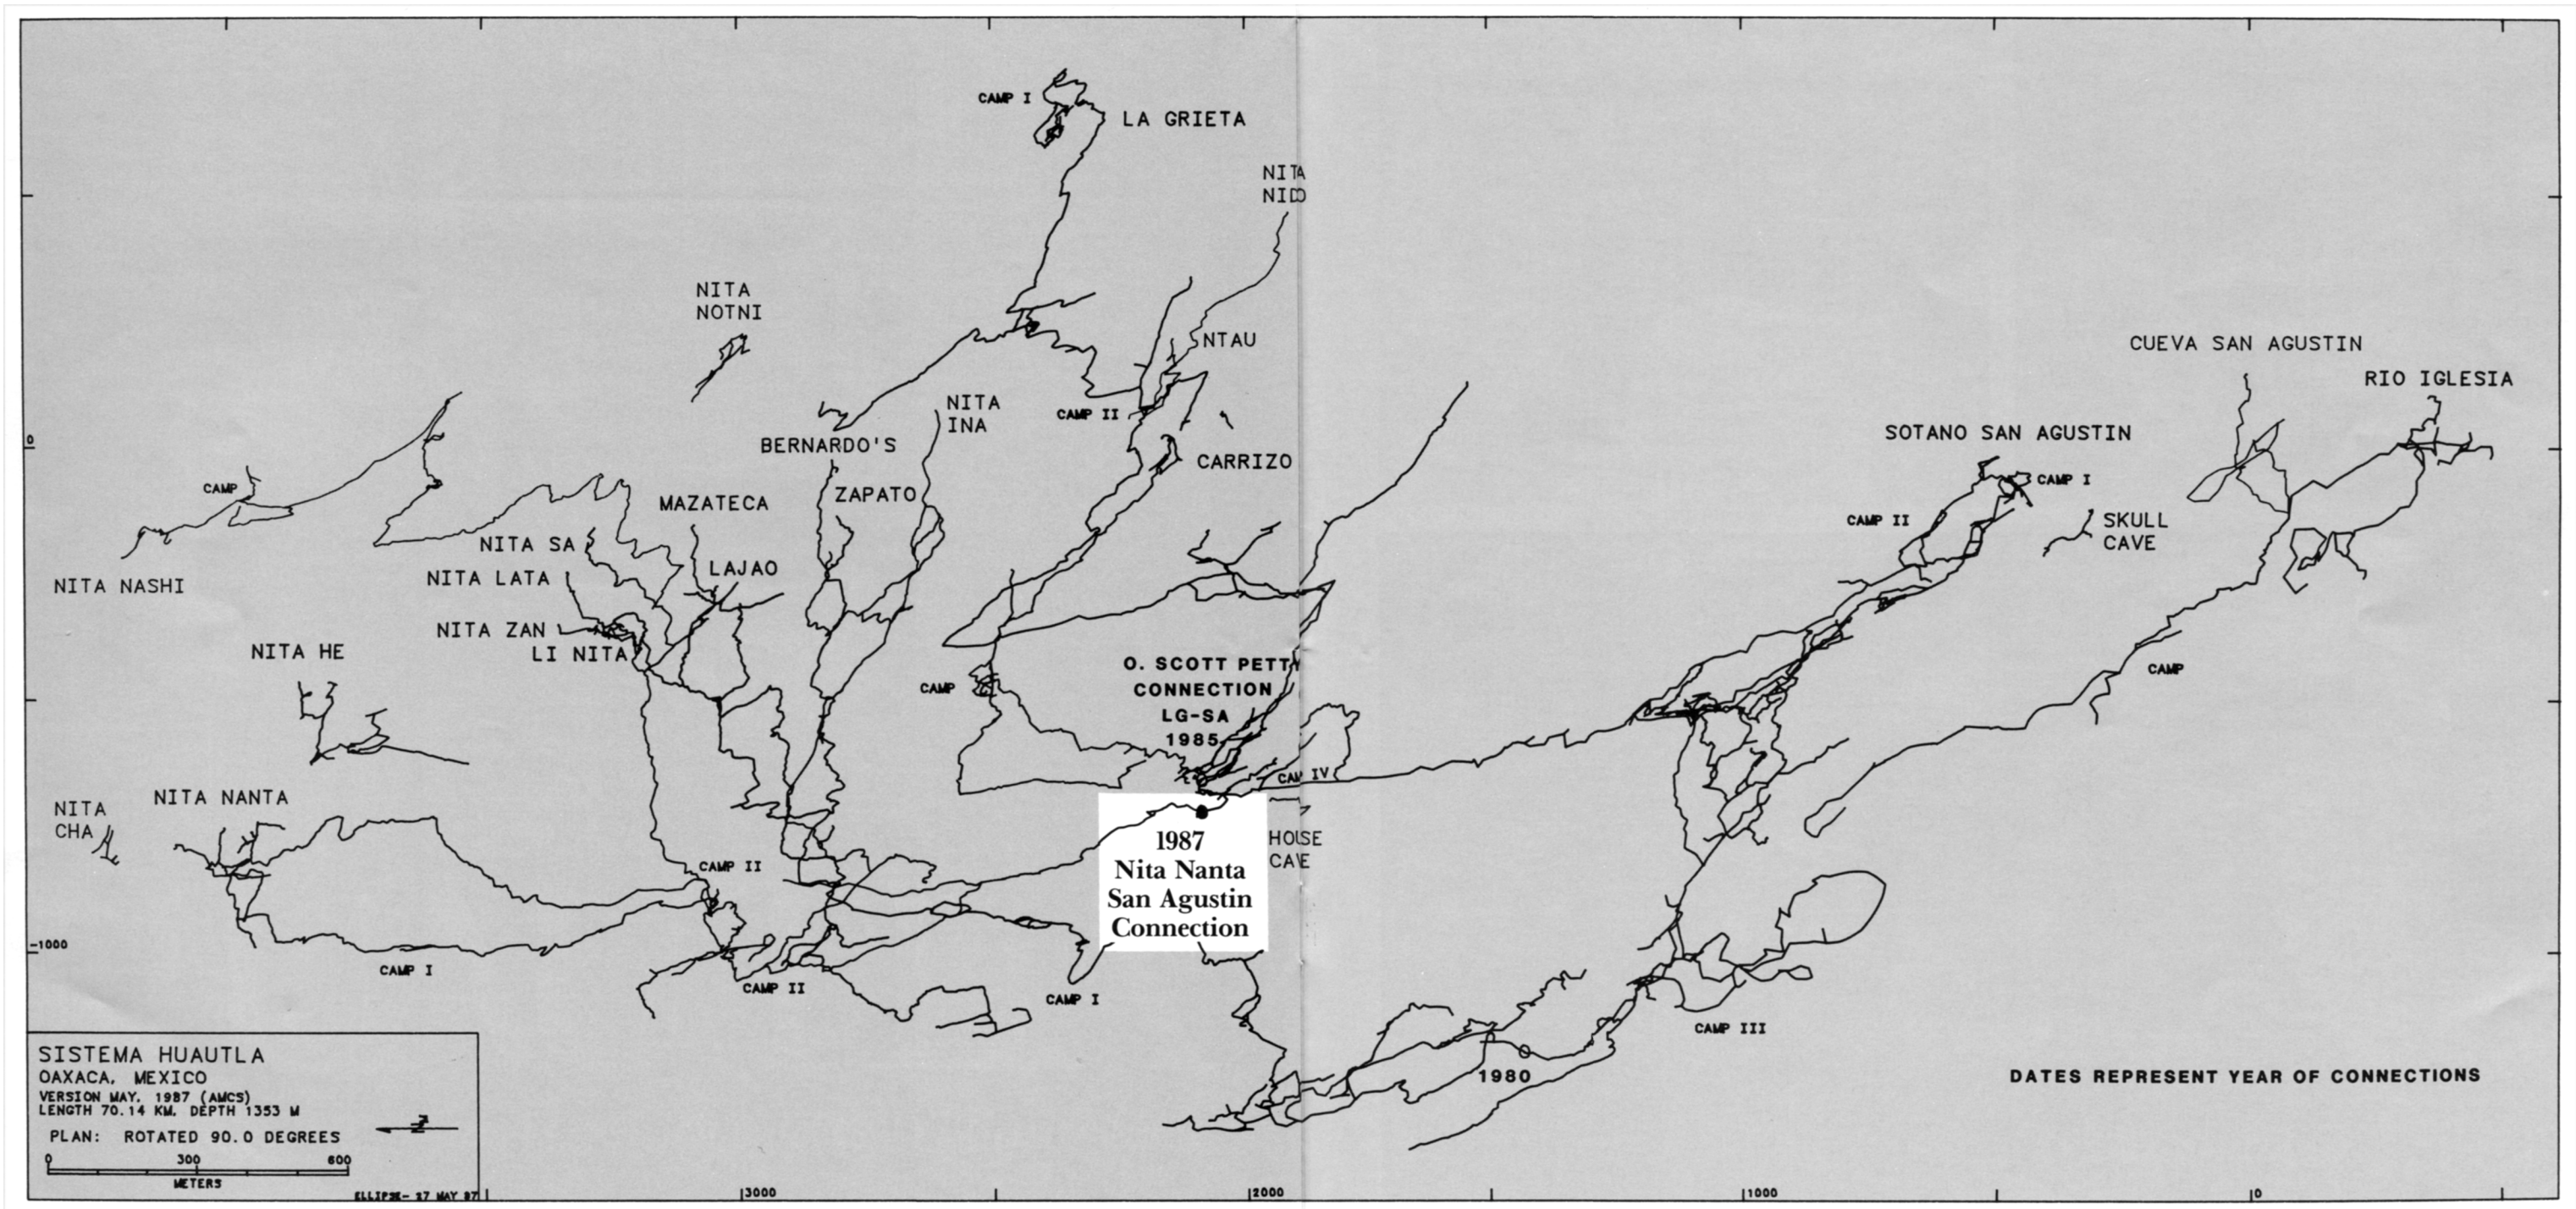 CAMP I
LA GRIETA
NITA
NIDO
NITA
NOTNI
NTAU
CUEVA SAN AGUSTIN
RIO IGLESIA
NITA
INA
CAMP II
BERNARDO'S
SOTANO SAN AGUSTIN
0
CARRIZO
CAMP
CAMP I
MAZATECA
ZAPATO
CAMP II
SKULL
CAVE
NITA SA
NITA NASHI
NITA LATA
LAJAO
NITA ZAN
LI NITA
NITA HE
O. SCOTT PETTY
CONNECTION
LG-SA
1985
CAMP
CAMP
CAMP IV
NITA NANTA
NITA
CHA
1987
Nita Nanta
San Agustin
Connection
HOUSE
CAVE
CAMP II
-1000
CAMP I
CAMP II
CAMP I
CAMP III
1980
DATES REPRESENT YEAR OF CONNECTIONS
SISTEMA HUAUTLA
OAXACA, MEXICO
VERSION MAY, 1987 (AMCS)
LENGTH 70.14 KM. DEPTH 1353 M
PLAN: ROTATED 90.0 DEGREES
0 300 600
METERS
ELLIPSE- 27 MAY 87
3000
2000
1000
0